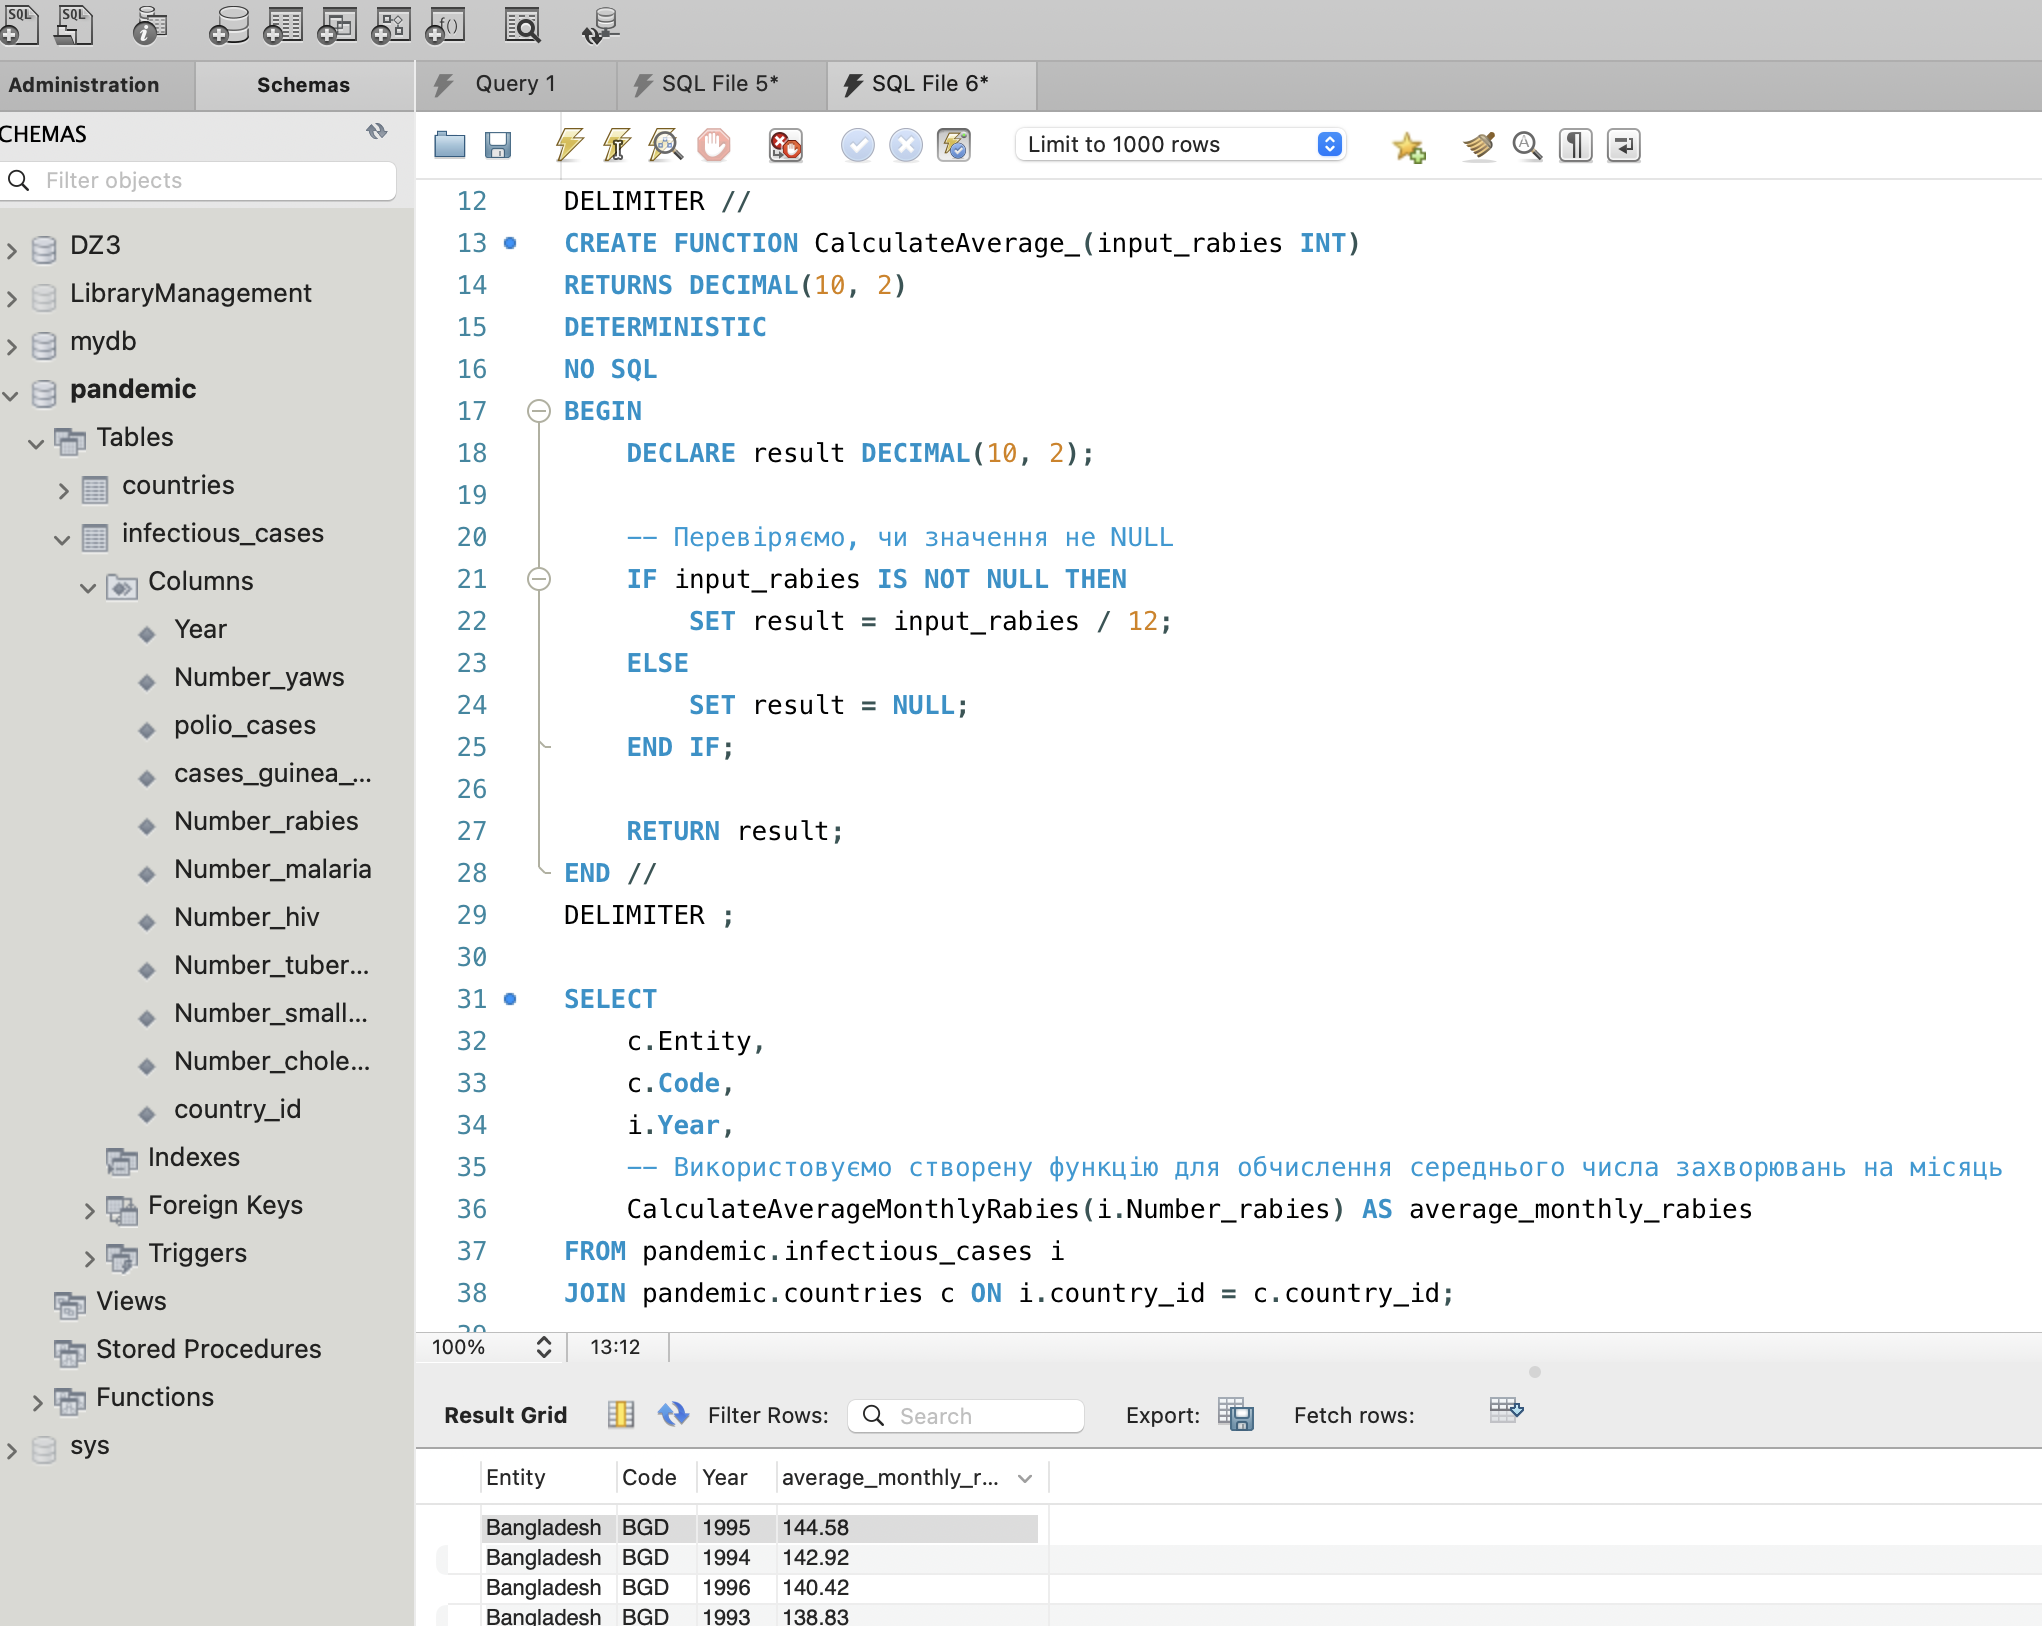 SQL
SQL
f()
Administration
Schemas
Query 1
SQL File 5*
SQL File 6*
CHEMAS
Filter objects
DZ3
LibraryManagement
mydb
pandemic
Tables
countries
infectious_cases
Columns
Year
Number_yaws
polio_cases
cases_guinea_...
Number_rabies
Number_malaria
Number_hiv
Number_tuber...
Number_small...
Number_chole...
country_id
Indexes
Foreign Keys
Triggers
Views
Stored Procedures
Functions
sys
Limit to 1000 rows
12 DELIMITER //
13 CREATE FUNCTION CalculateAverage_(input_rabies INT)
14 RETURNS DECIMAL(10, 2)
15 DETERMINISTIC
16 NO SQL
17 BEGIN
18 DECLARE result DECIMAL(10, 2);
19
20 -- Перевіряємо, чи значення не NULL
21 IF input_rabies IS NOT NULL THEN
22 SET result = input_rabies / 12;
23 ELSE
24 SET result = NULL;
25 END IF;
26
27 RETURN result;
28 END //
29 DELIMITER ;
30
31 SELECT
32 c.Entity,
33 c.Code,
34 i.Year,
35 -- Використовуємо створену функцію для обчислення середнього числа захворювань на місяць
36 CalculateAverageMonthlyRabies(i.Number_rabies) AS average_monthly_rabies
37 FROM pandemic.infectious_cases i
38 JOIN pandemic.countries c ON i.country_id = c.country_id;
39
100% 13:12
Result Grid Filter Rows: Search Export: Fetch rows:
Entity Code Year average_monthly_r...
Bangladesh BGD 1995 144.58
Bangladesh BGD 1994 142.92
Bangladesh BGD 1996 140.42
Bangladesh BGD 1993 138.83